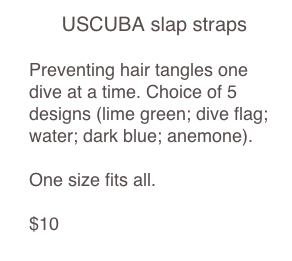 USCUBA slap straps
Preventing hair tangles one
dive at a time. Choice of 5
designs (lime green; dive flag;
water; dark blue; anemone).
One size fits all.
$10